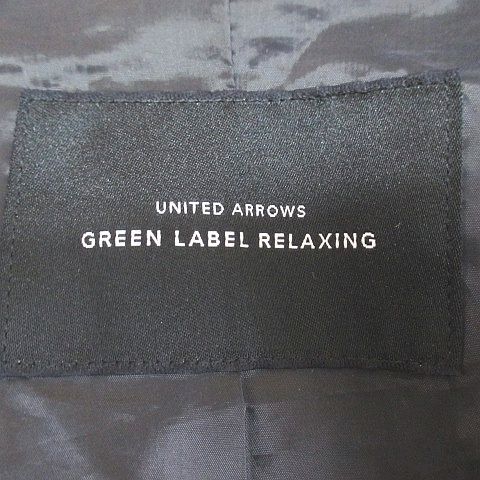 UNITED ARROWS
GREEN LABEL RELAXING